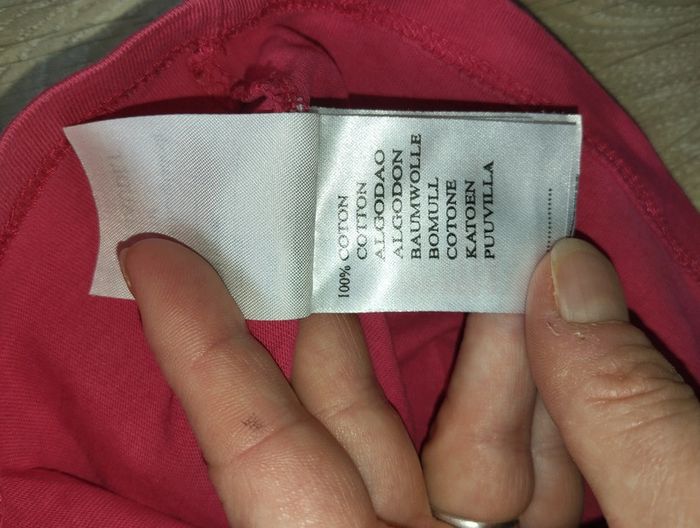 100% COTON
COTTON
ALGODAO
ALGODON
BAUMWOLLE
BOMULL
COTONE
KATOEN
PUUVILLA